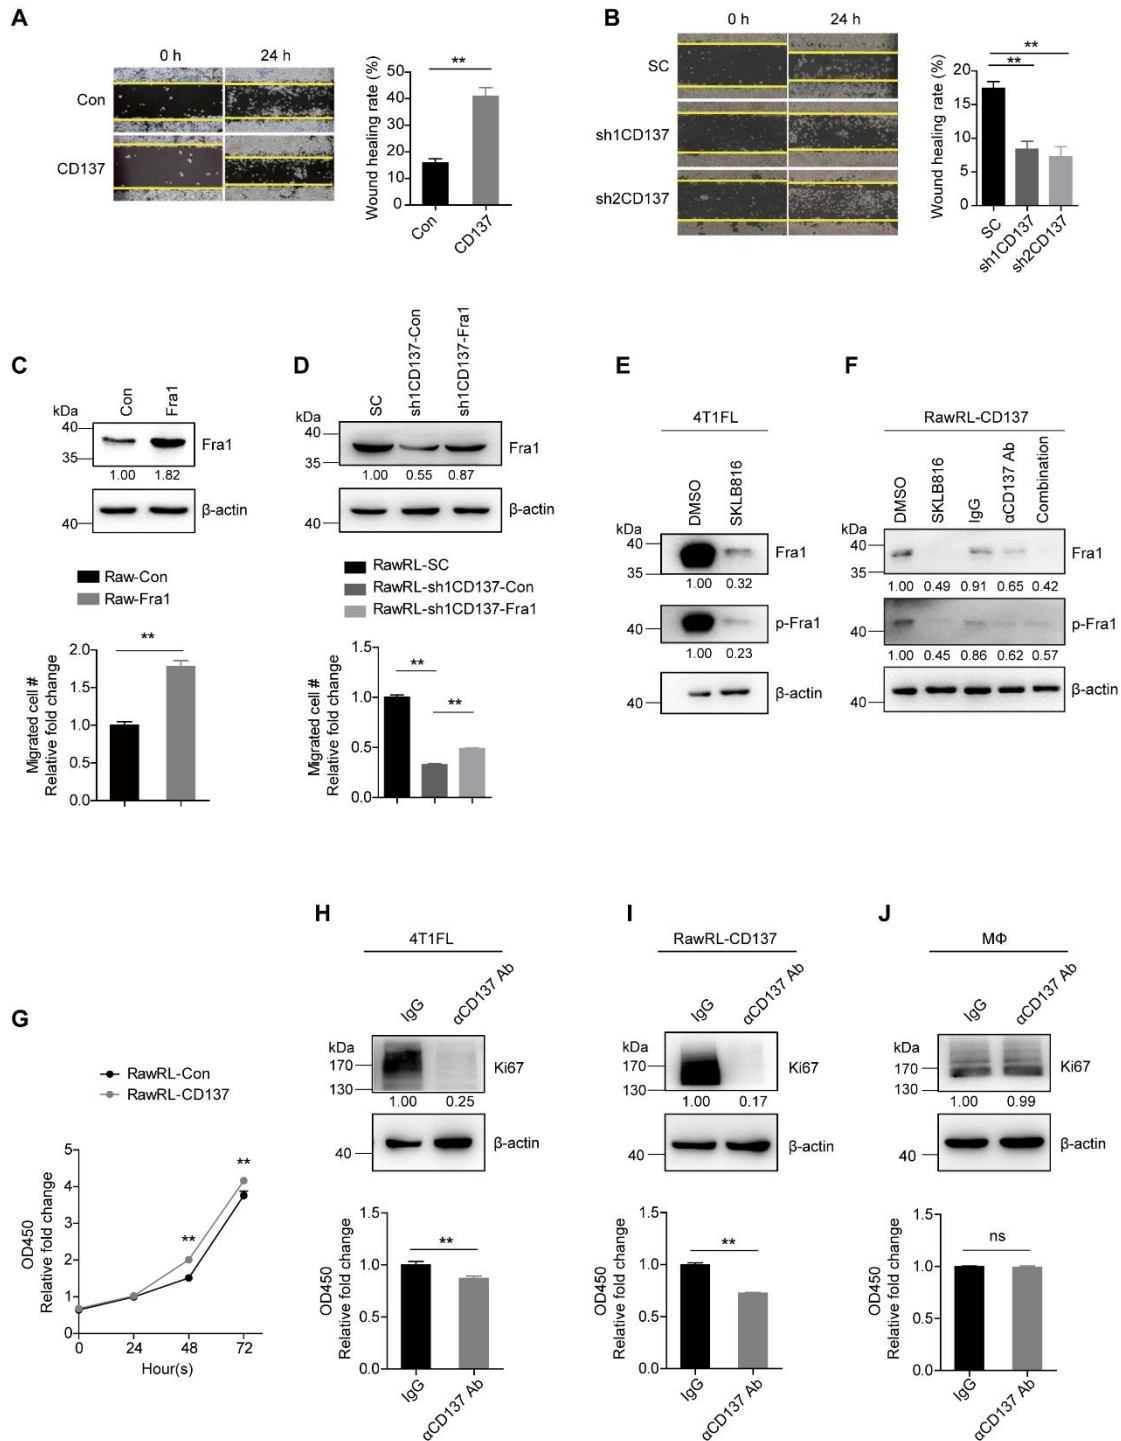 A
0 h
24 h
Con
CD137
Wound healing rate (%)
50
40
30
20
10
0
**
Con
CD137
B
0 h
24 h
SC
sh1CD137
sh2CD137
Wound healing rate (%)
20
15
10
5
0
**
**
SC
sh1CD137
sh2CD137
C
kDa
Con
Fra1
40
35
Fra1
1.00 1.82
40
β-actin
Raw-Con
Raw-Fra1
Migrated cell #
Relative fold change
2.0
1.5
1.0
0.5
0.0
**
D
kDa
SC
sh1CD137-Con
sh1CD137-Fra1
40
35
Fra1
1.00 0.55 0.87
40
β-actin
RawRL-SC
RawRL-sh1CD137-Con
RawRL-sh1CD137-Fra1
Migrated cell #
Relative fold change
1.5
1.0
0.5
0.0
**
**
E
4T1FL
DMSO
SKLB816
kDa
40
35
Fra1
1.00 0.32
40
p-Fra1
1.00 0.23
40
β-actin
F
RawRL-CD137
DMSO
SKLB816
IgG
αCD137 Ab
Combination
kDa
40
35
Fra1
1.00 0.49 0.91 0.65 0.42
40
p-Fra1
1.00 0.45 0.86 0.62 0.57
40
β-actin
G
RawRL-Con
RawRL-CD137
OD450
Relative fold change
5
4
3
2
1
0
**
**
0 24 48 72
Hour(s)
H
4T1FL
IgG
αCD137 Ab
kDa
170
130
Ki67
1.00 0.25
40
β-actin
OD450
Relative fold change
1.5
1.0
0.5
0.0
**
IgG
αCD137 Ab
I
RawRL-CD137
IgG
αCD137 Ab
kDa
170
130
Ki67
1.00 0.17
40
β-actin
OD450
Relative fold change
1.5
1.0
0.5
0.0
**
IgG
αCD137 Ab
J
MΦ
IgG
αCD137 Ab
kDa
170
130
Ki67
1.00 0.99
40
β-actin
OD450
Relative fold change
1.5
1.0
0.5
0.0
ns
IgG
αCD137 Ab